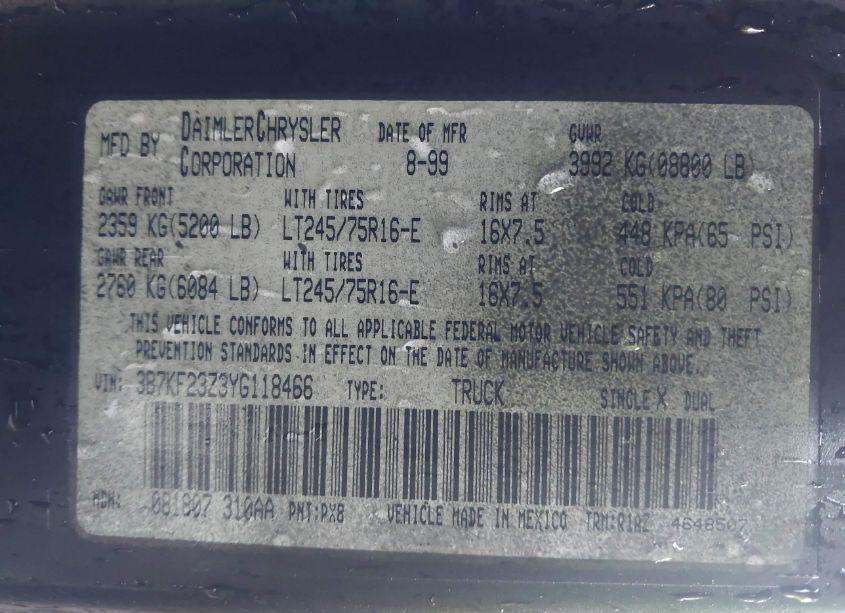 MFD BY DAIMLERCHRYSLER CORPORATION DATE OF MFR 8-99 GVWR 3992 KG(08800 LB)
GAWR FRONT WITH TIRES RIMS AT COLD
2359 KG(5200 LB) LT245/75R16-E 16X7.5 448 KPA(65 PSI)
GAWR REAR WITH TIRES RIMS AT COLD
2760 KG(6084 LB) LT245/75R16-E 16X7.5 551 KPA(80 PSI)
THIS VEHICLE CONFORMS TO ALL APPLICABLE FEDERAL MOTOR VEHICLE SAFETY AND THEFT
PREVENTION STANDARDS IN EFFECT ON THE DATE OF MANUFACTURE SHOWN ABOVE.
VIN: 3B7KF23Z3YG118466 TYPE: TRUCK SINGLE X DUAL
MDH: 081807 310AA PNT:PX8 VEHICLE MADE IN MEXICO TRM:R1AZ 4648507